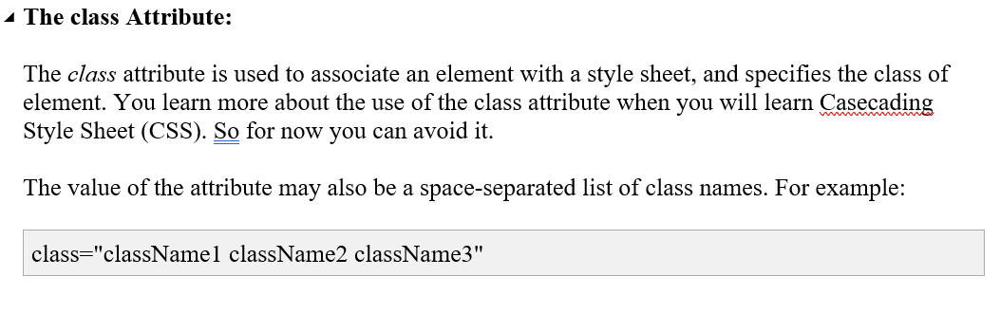 The class Attribute:
The class attribute is used to associate an element with a style sheet, and specifies the class of
element. You learn more about the use of the class attribute when you will learn Casecading
Style Sheet (CSS). So for now you can avoid it.
The value of the attribute may also be a space-separated list of class names. For example:
class="className1 className2 className3"